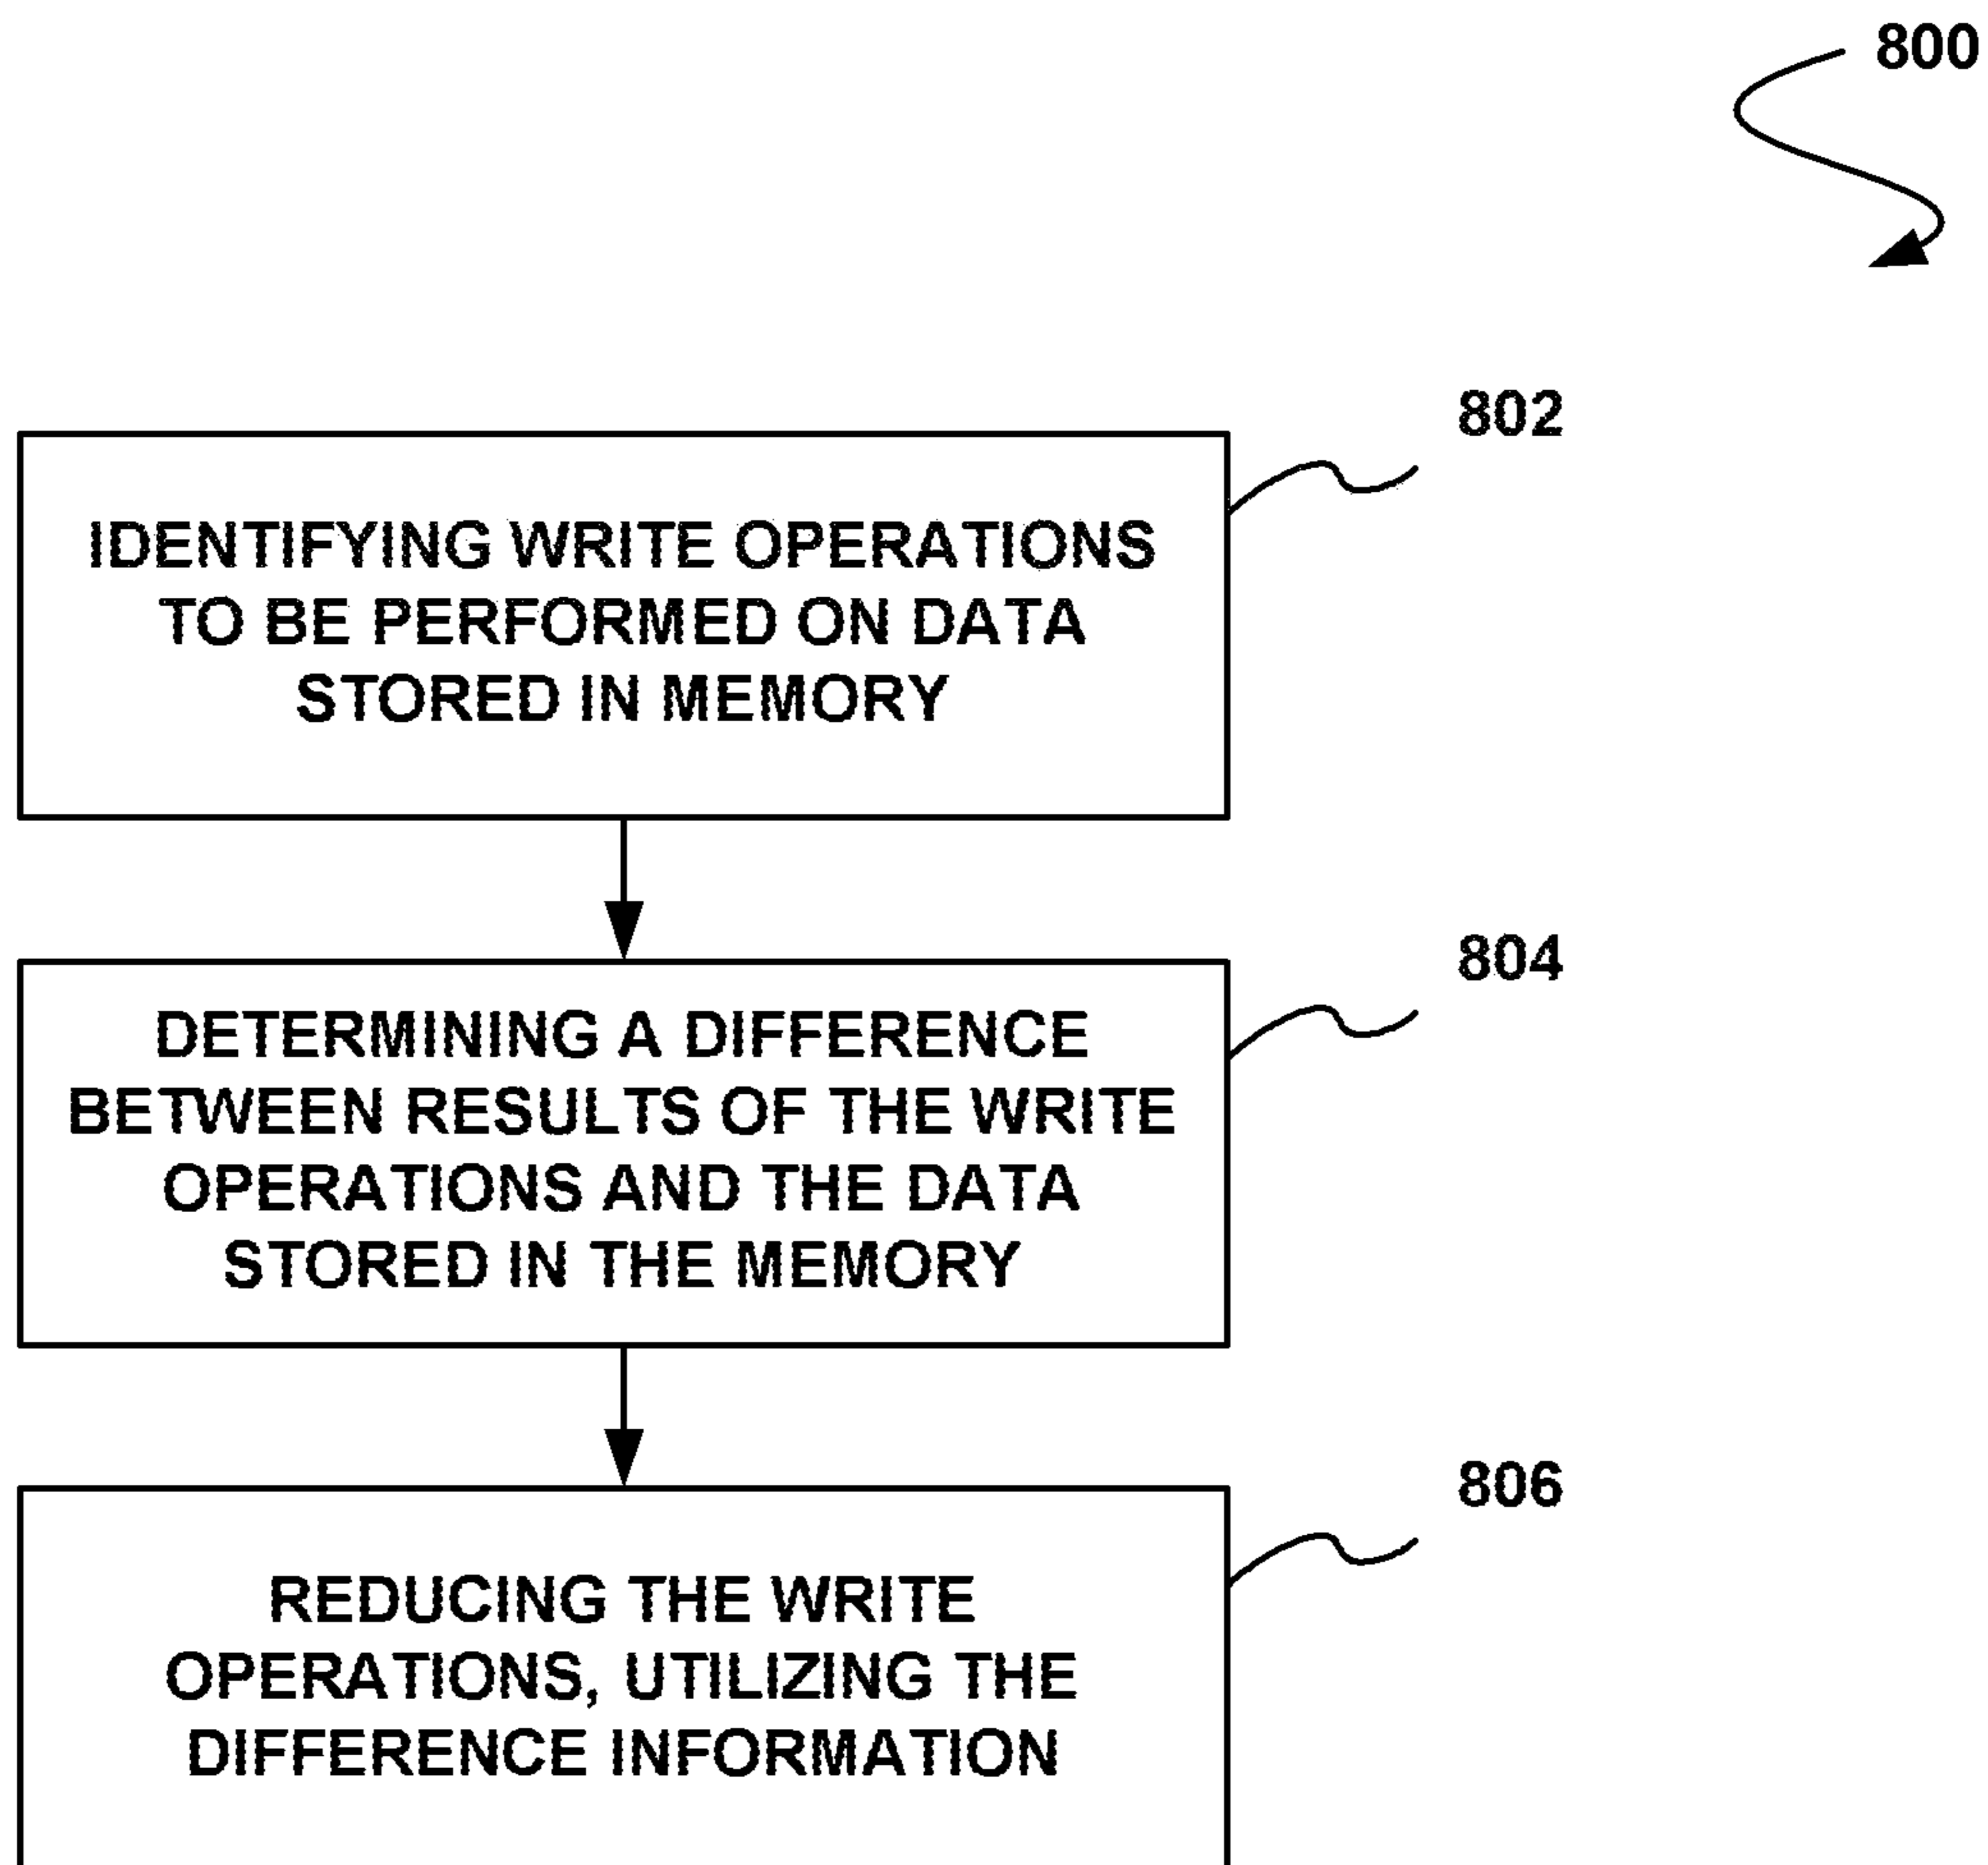 800
802
IDENTIFYING WRITE OPERATIONS
TO BE PERFORMED ON DATA
STORED IN MEMORY
804
DETERMINING A DIFFERENCE
BETWEEN RESULTS OF THE WRITE
OPERATIONS AND THE DATA
STORED IN THE MEMORY
806
REDUCING THE WRITE
OPERATIONS, UTILIZING THE
DIFFERENCE INFORMATION